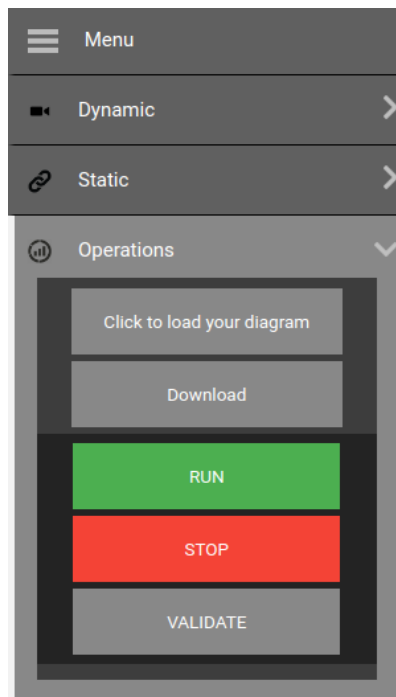 Menu
Dynamic
Static
Operations
Click to load your diagram
Download
RUN
STOP
VALIDATE